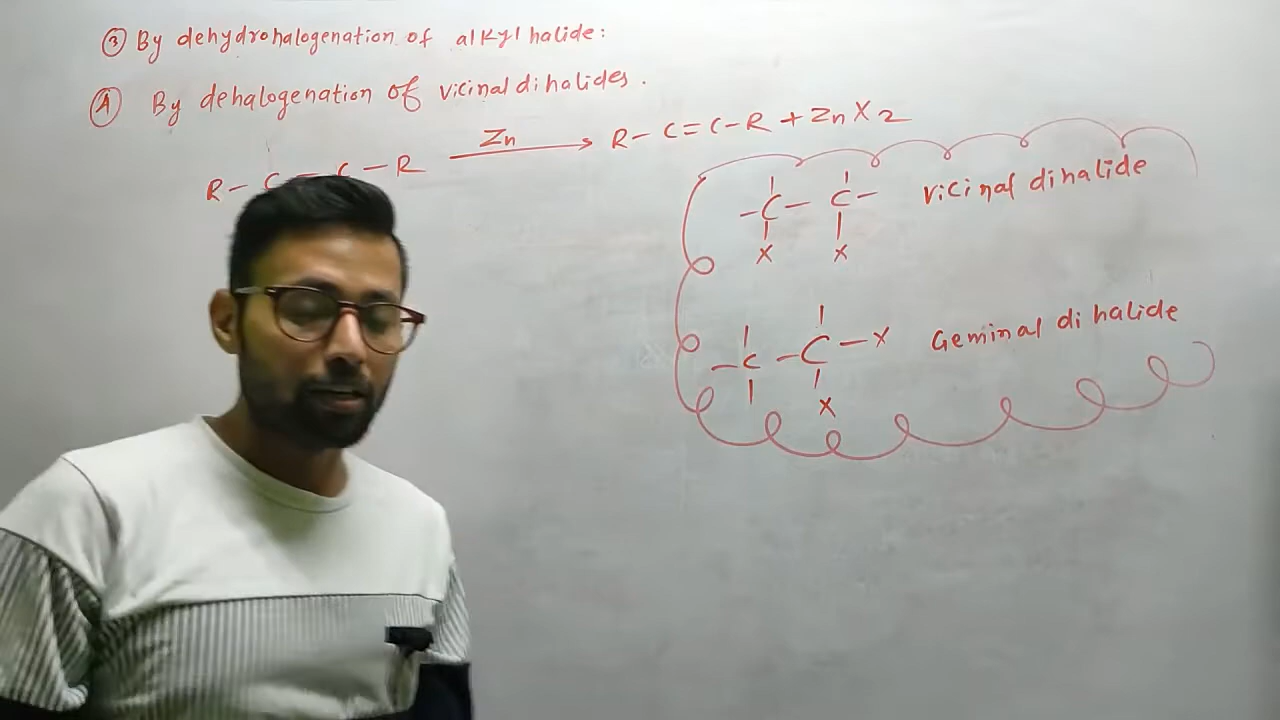 ③ By dehydrohalogenation of alkyl halide:
④ By dehalogenation of vicinal dihalides.
R- C - C -R Zn → R- C=C-R + ZnX2
-C- C- vicinal dihalide
X X
-C -C -X Geminal di halide
X